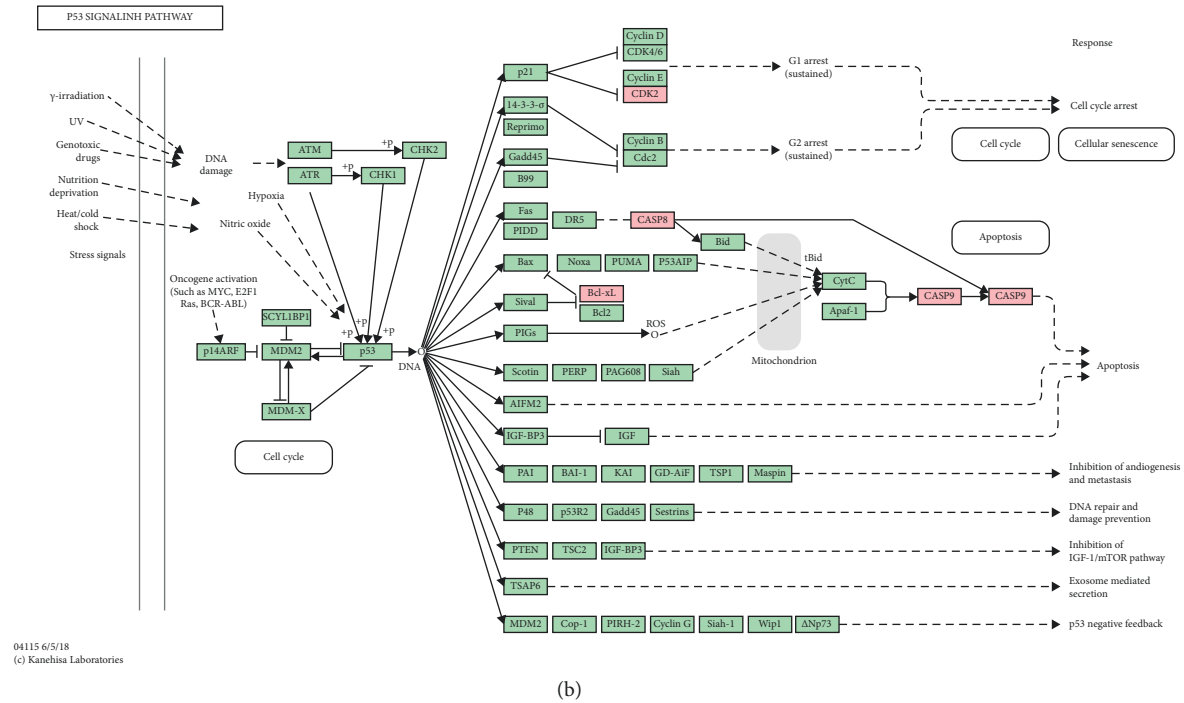 P53 SIGNALINH PATHWAY
γ-irradiation
UV
Genotoxic
drugs
Nutrition
deprivation
Heat/cold
shock
Stress signals
DNA
damage
ATM
+p
CHK2
ATR
+p
CHK1
Hypoxia
Nitric oxide
Oncogene activation
(Such as MYC, E2F1
Ras, BCR-ABL)
SCYL1BP1
p14ARF
MDM2
+p
+p
+p
p53
MDM-X
DNA
Cell cycle
p21
Cyclin D
CDK4/6
Cyclin E
CDK2
14-3-3-σ
Reprimo
Gadd45
B99
Cyclin B
Cdc2
G1 arrest
(sustained)
G2 arrest
(sustained)
Response
Cell cycle arrest
Cell cycle
Cellular senescence
Fas
PIDD
DR5
CASP8
Bid
tBid
Apoptosis
Bax
Noxa
PUMA
P53AIP
Bcl-xL
Bcl2
Sival
PIGs
ROS
O
Mitochondrion
CytC
Apaf-1
CASP9
CASP9
Scotin
PERP
PAG608
Siah
Apoptosis
AIFM2
IGF-BP3
IGF
PAI
BAI-1
KAI
GD-AiF
TSP1
Maspin
Inhibition of andiogenesis
and metastasis
P48
p53R2
Gadd45
Sestrins
DNA repair and
damage prevention
PTEN
TSC2
IGF-BP3
Inhibition of
IGF-1/mTOR pathway
TSAP6
Exosome mediated
secretion
MDM2
Cop-1
PIRH-2
Cyclin G
Siah-1
Wip1
ΔNp73
p53 negative feedback
04115 6/5/18
(c) Kanehisa Laboratories
(b)